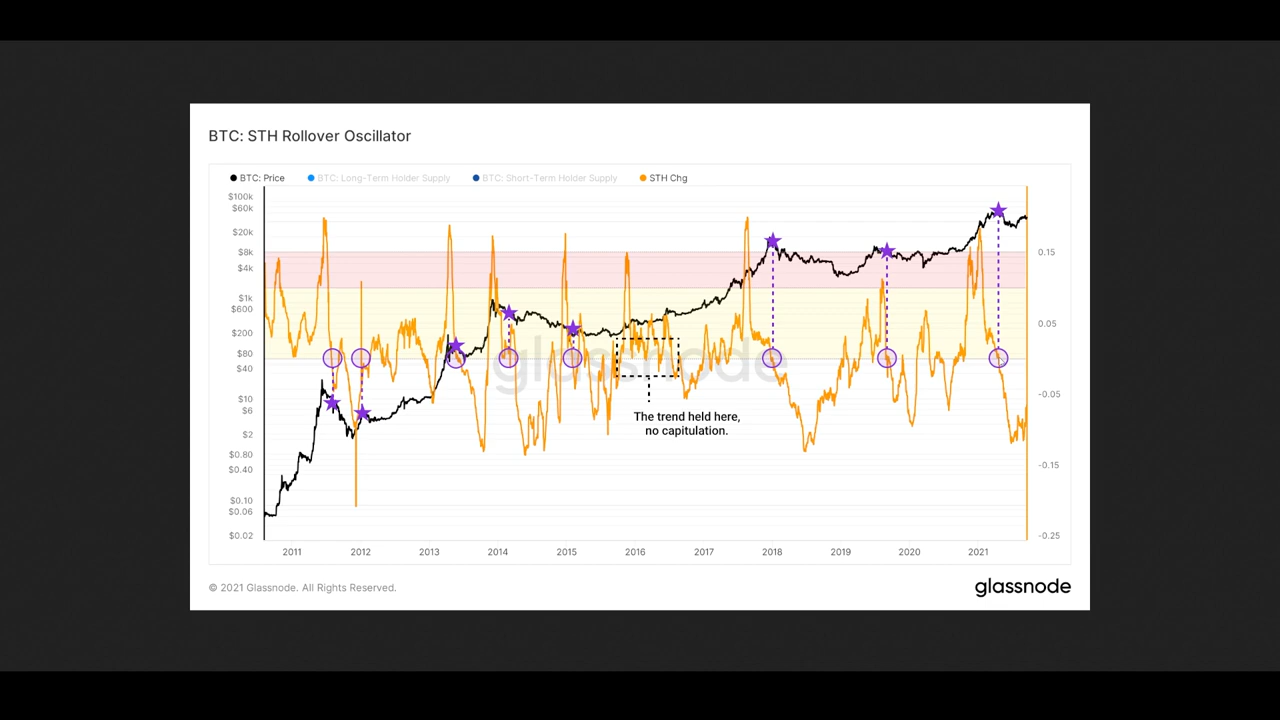 BTC: STH Rollover Oscillator
BTC: Price BTC: Long-Term Holder Supply BTC: Short-Term Holder Supply STH Chg
$100k
$60k
$20k
$8k
$4k
$1k
$600
$200
$80
$40
$10
$6
$2
$0.80
$0.40
$0.10
$0.06
$0.02
0.15
0.05
-0.05
-0.15
-0.25
glassnode
The trend held here,
no capitulation.
2011 2012 2013 2014 2015 2016 2017 2018 2019 2020 2021
© 2021 Glassnode. All Rights Reserved.
glassnode